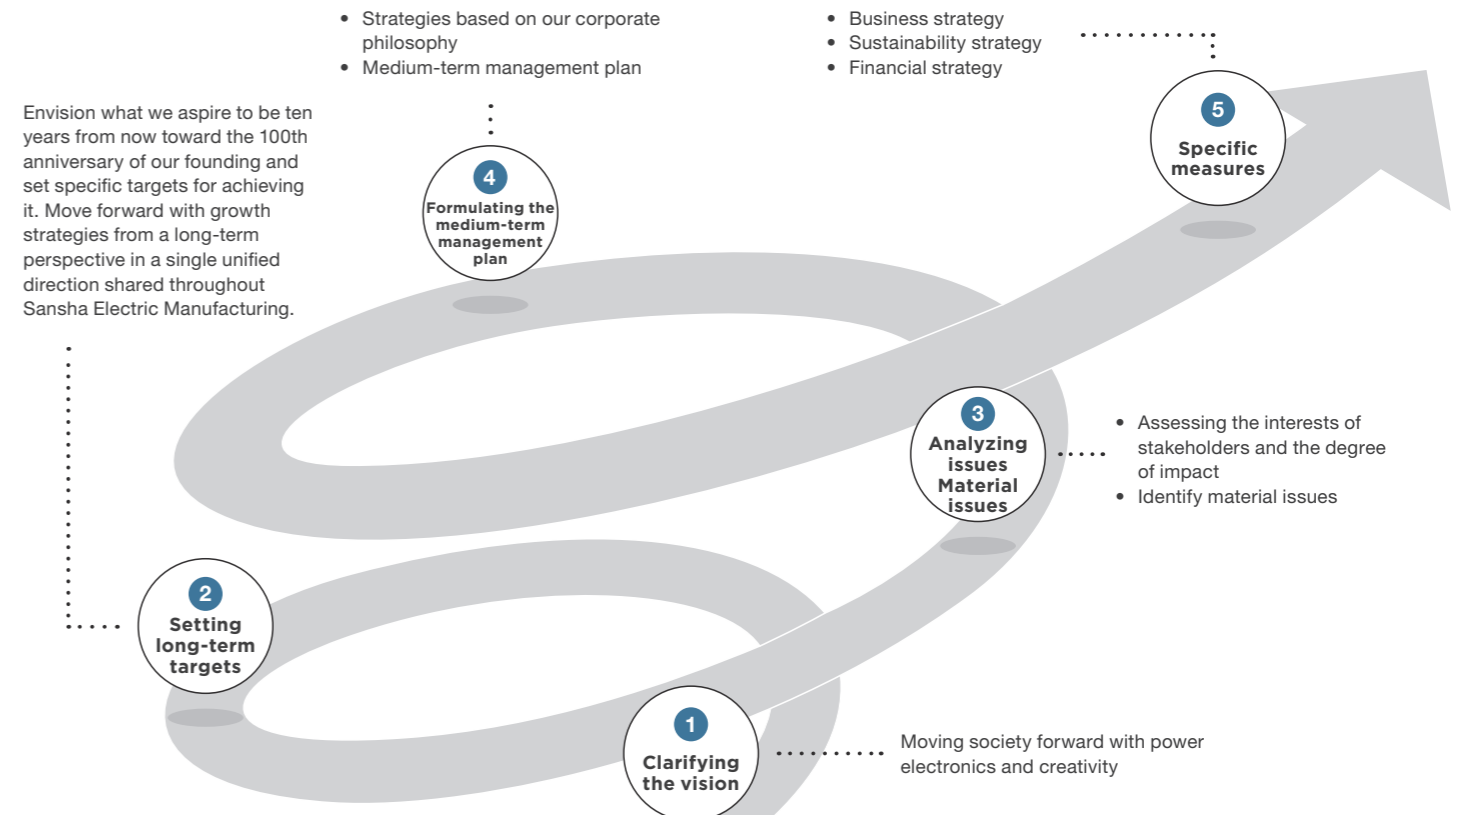 • Strategies based on our corporate
philosophy
• Medium-term management plan
• Business strategy
• Sustainability strategy
• Financial strategy
Envision what we aspire to be ten
years from now toward the 100th
anniversary of our founding and
set specific targets for achieving
it. Move forward with growth
strategies from a long-term
perspective in a single unified
direction shared throughout
Sansha Electric Manufacturing.
5
Specific
measures
4
Formulating the
medium-term
management
plan
3
Analyzing
issues
Material
issues
• Assessing the interests of
stakeholders and the degree
of impact
• Identify material issues
2
Setting
long-term
targets
1
Clarifying
the vision
Moving society forward with power
electronics and creativity